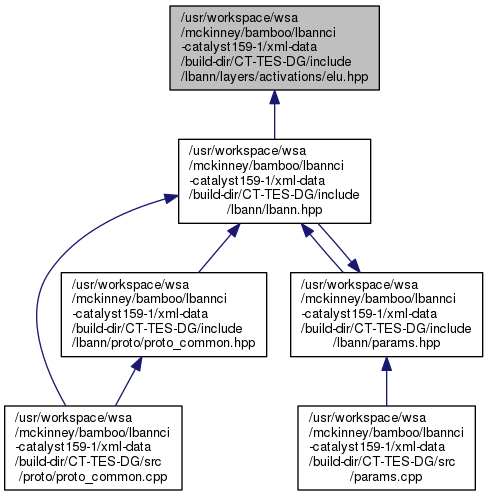 /usr/workspace/wsa
/mckinney/bamboo/lbannci
-catalyst159-1/xml-data
/build-dir/CT-TES-DG/include
/lbann/layers/activations/elu.hpp
/usr/workspace/wsa
/mckinney/bamboo/lbannci
-catalyst159-1/xml-data
/build-dir/CT-TES-DG/include
/lbann/lbann.hpp
/usr/workspace/wsa
/mckinney/bamboo/lbannci
-catalyst159-1/xml-data
/build-dir/CT-TES-DG/include
/lbann/proto/proto_common.hpp
/usr/workspace/wsa
/mckinney/bamboo/lbannci
-catalyst159-1/xml-data
/build-dir/CT-TES-DG/include
/lbann/params.hpp
/usr/workspace/wsa
/mckinney/bamboo/lbannci
-catalyst159-1/xml-data
/build-dir/CT-TES-DG/src
/proto/proto_common.cpp
/usr/workspace/wsa
/mckinney/bamboo/lbannci
-catalyst159-1/xml-data
/build-dir/CT-TES-DG/src
/params.cpp